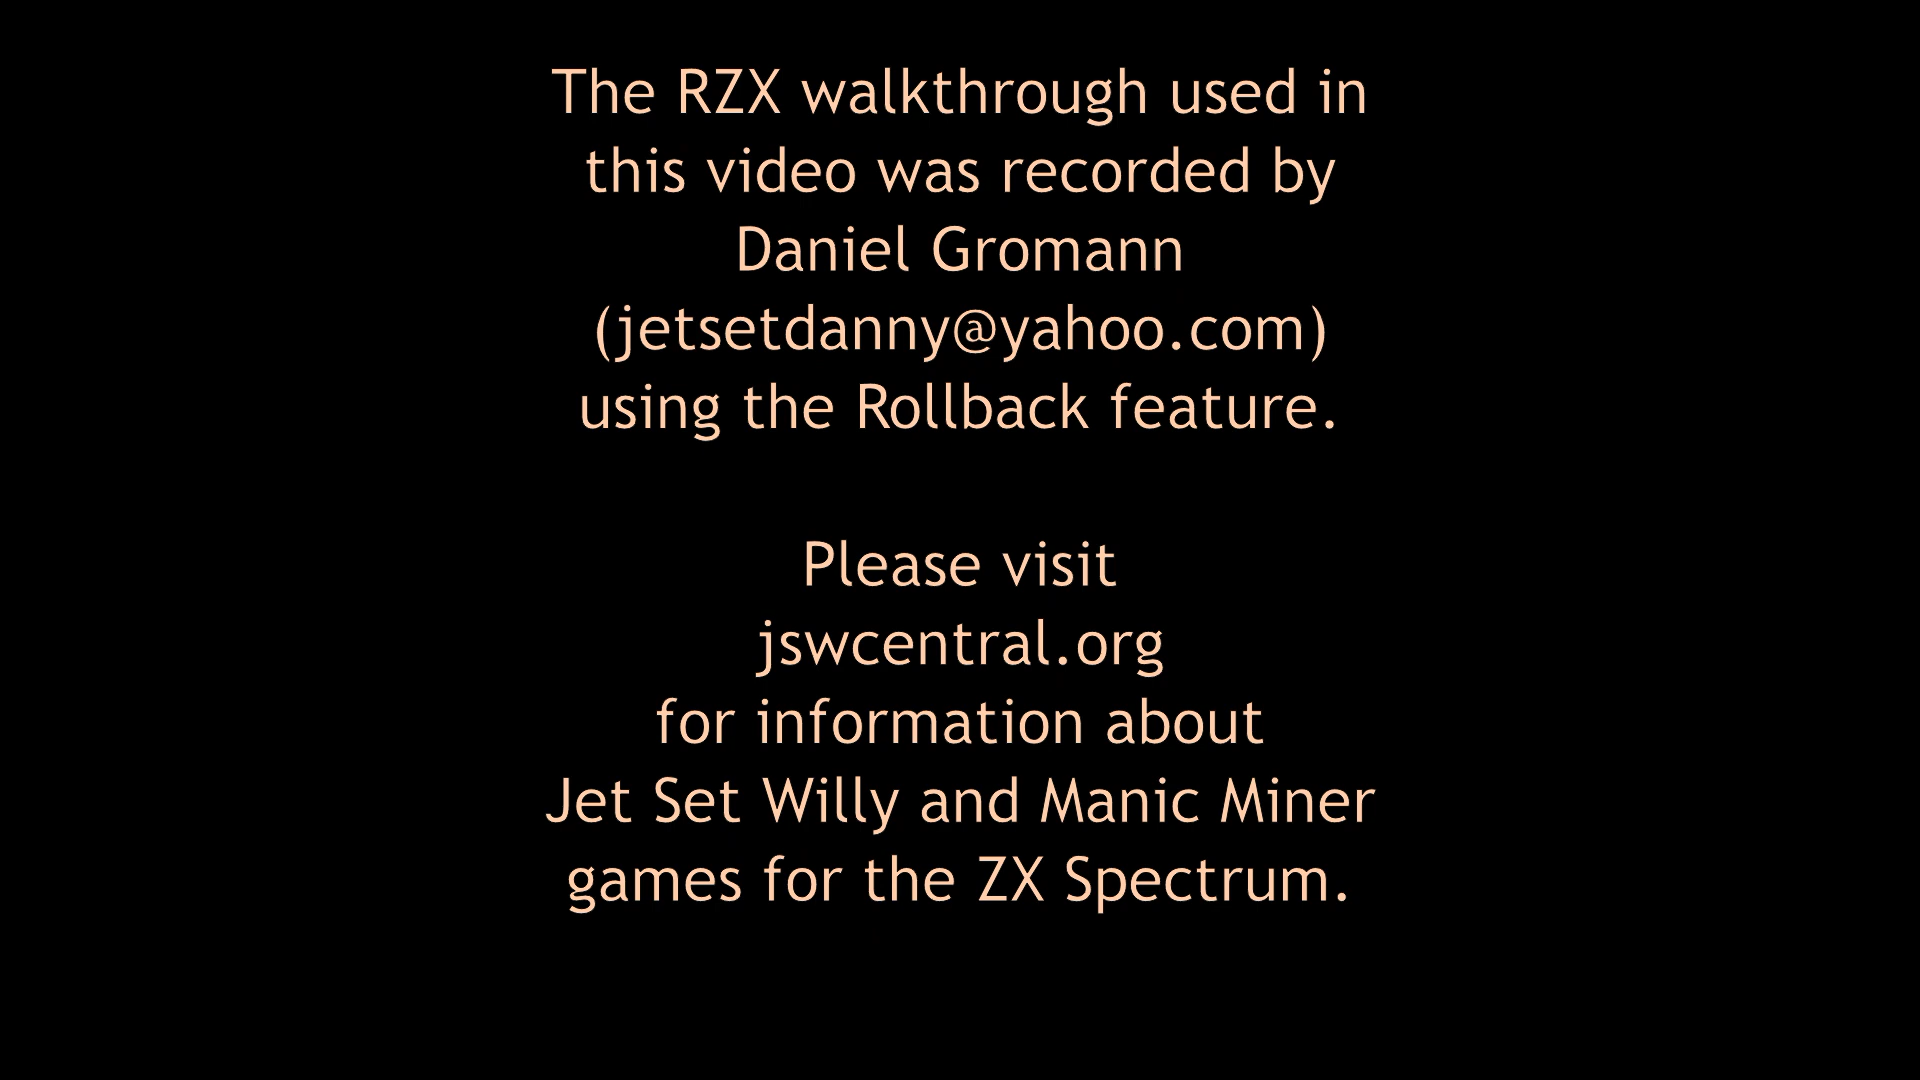 The RZX walkthrough used in
this video was recorded by
Daniel Gromann
(jetsetdanny@yahoo.com)
using the Rollback feature.
Please visit
jswcentral.org
for information about
Jet Set Willy and Manic Miner
games for the ZX Spectrum.